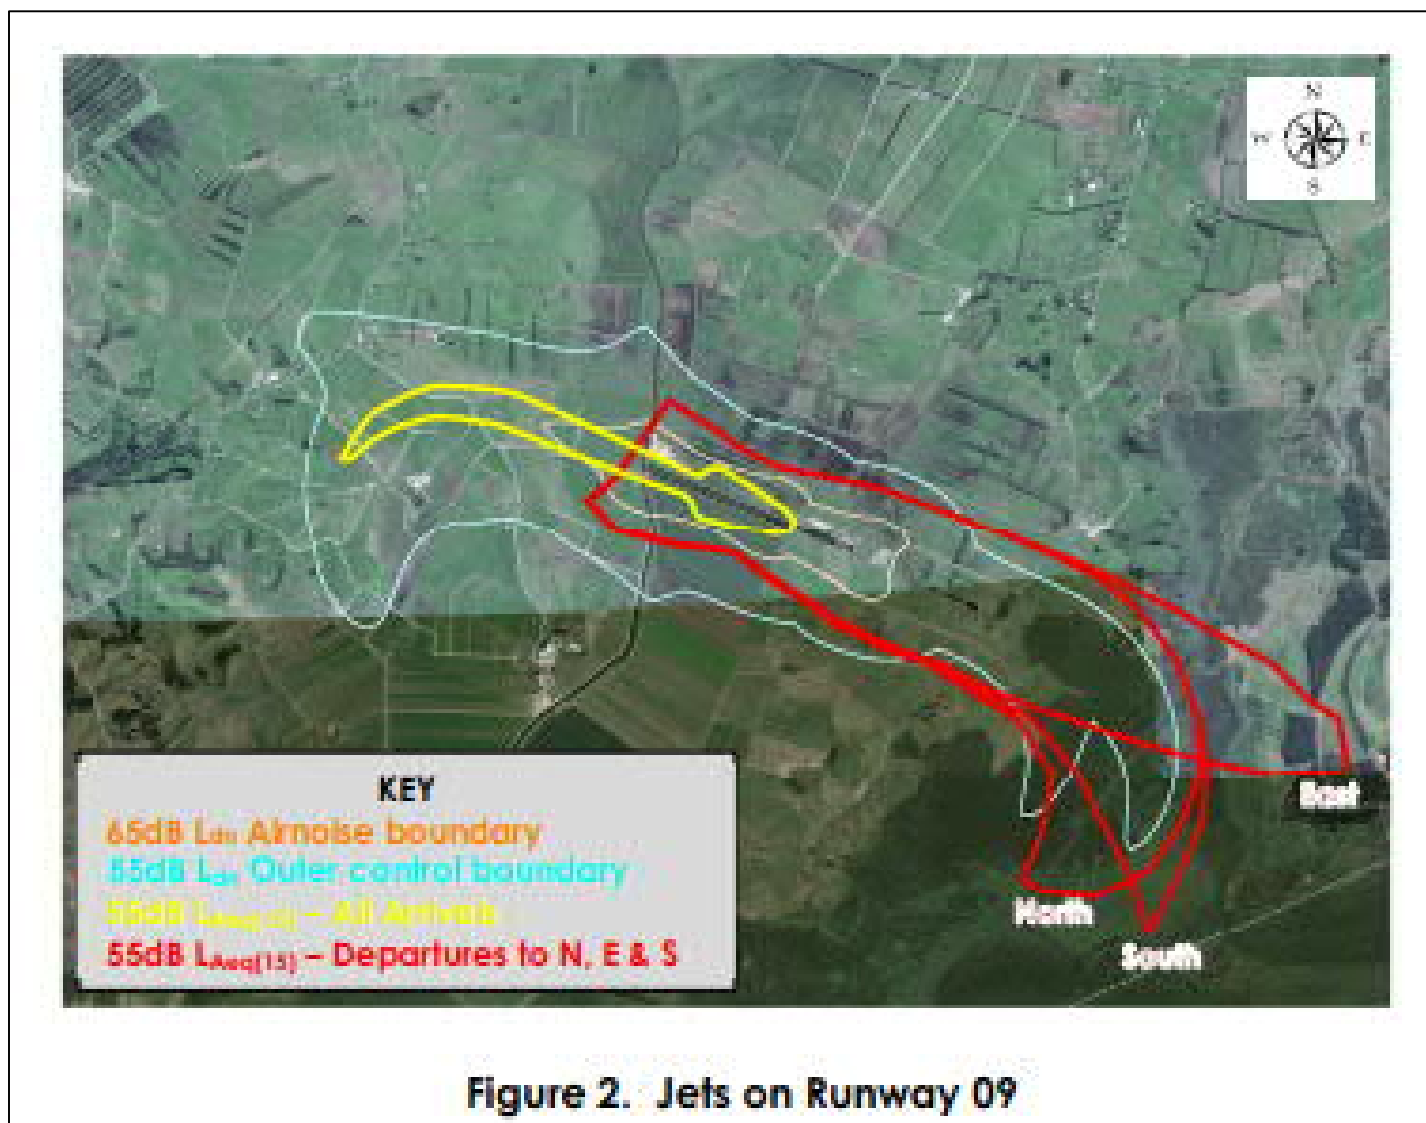 N
W E
S
East
North
South
KEY
65dB Ldn Airnoise boundary
55dB Ldn Outer control boundary
55dB LAeq[15] – All Arrivals
55dB LAeq[15] – Departures to N, E & S
Figure 2. Jets on Runway 09